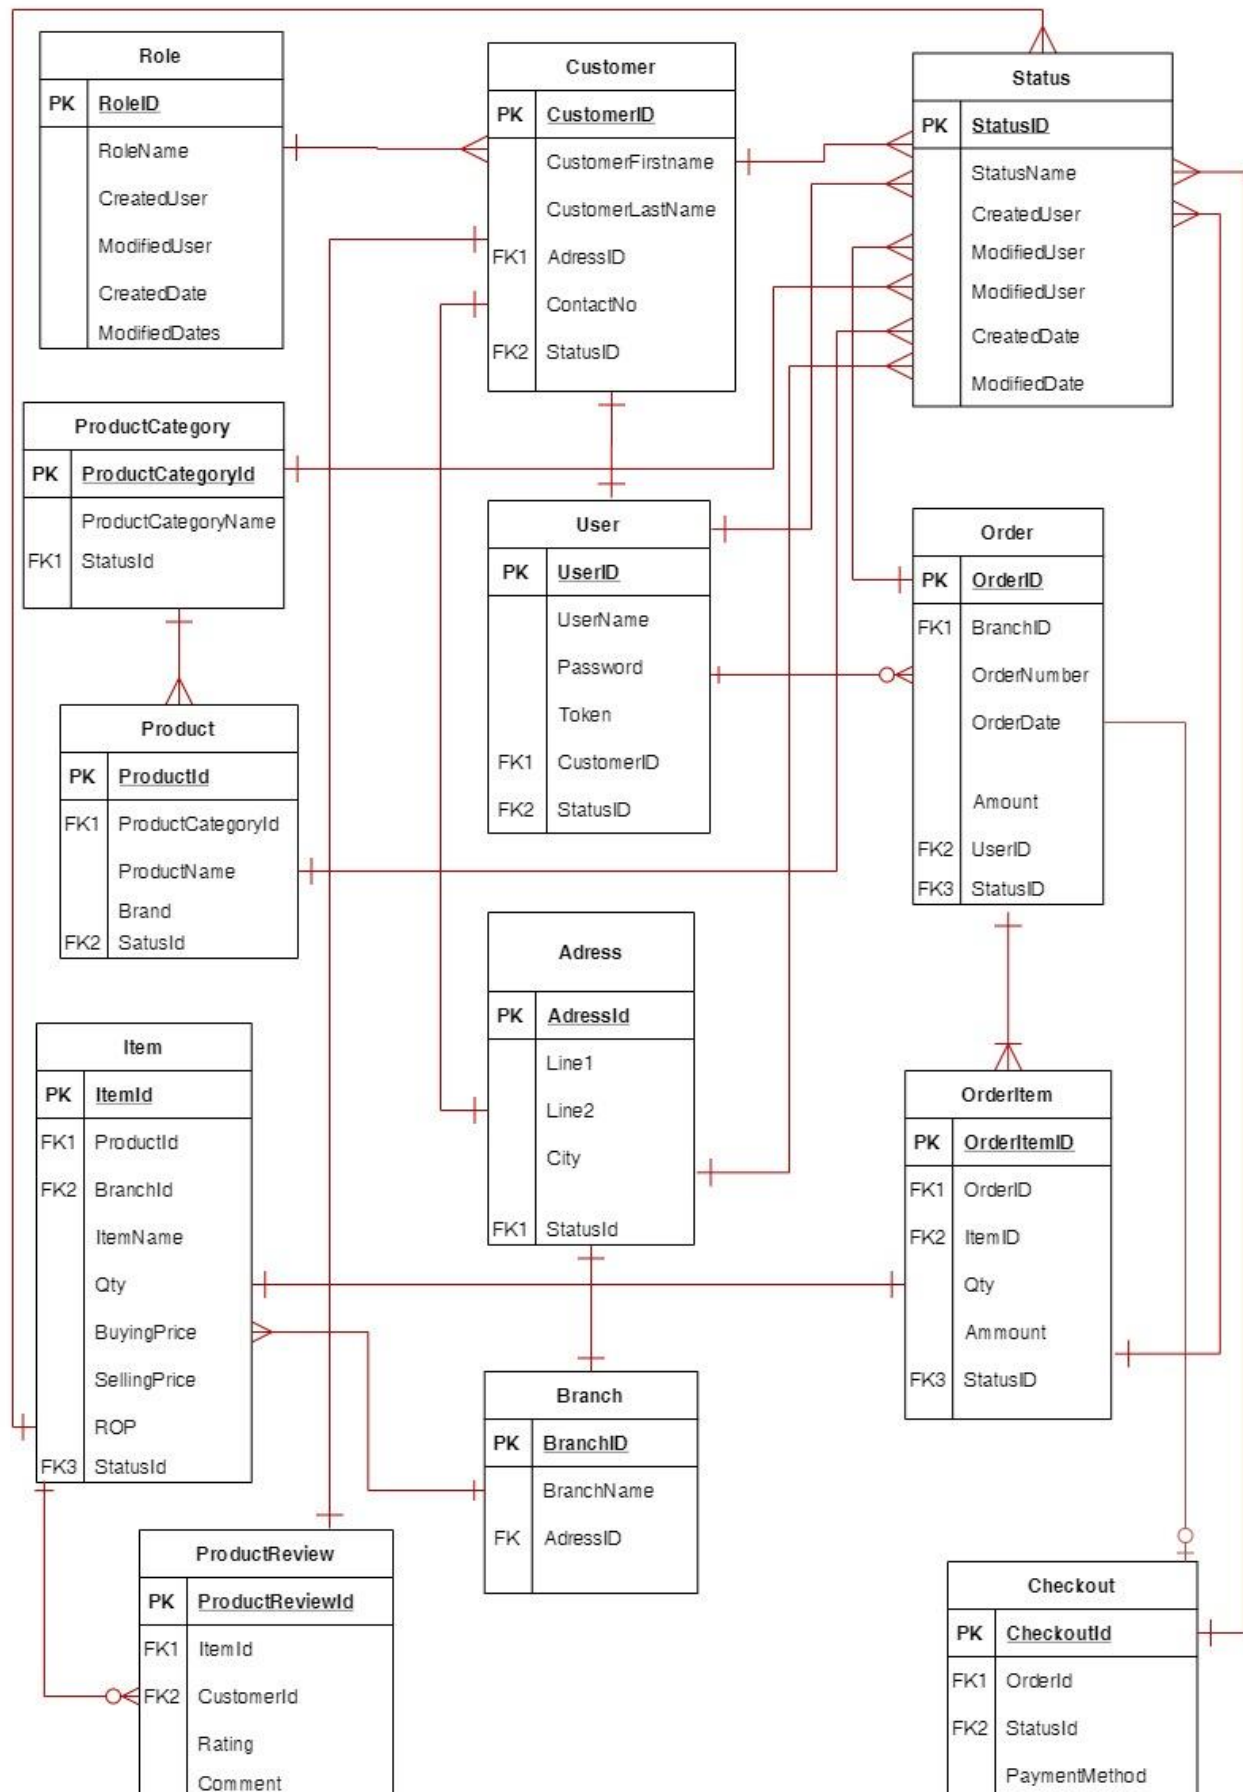 Role
PK RoleID
RoleName
CreatedUser
ModifiedUser
CreatedDate
ModifiedDates
Customer
PK CustomerID
CustomerFirstname
CustomerLastName
FK1 AdressID
ContactNo
FK2 StatusID
Status
PK StatusID
StatusName
CreatedUser
ModifiedUser
ModifiedUser
CreatedDate
ModifiedDate
ProductCategory
PK ProductCategoryId
ProductCategoryName
FK1 StatusId
User
PK UserID
UserName
Password
Token
FK1 CustomerID
FK2 StatusID
Order
PK OrderID
FK1 BranchID
OrderNumber
OrderDate
Amount
FK2 UserID
FK3 StatusID
Product
PK ProductId
FK1 ProductCategoryId
ProductName
Brand
FK2 SatusId
Adress
PK AdressId
Line1
Line2
City
FK1 StatusId
Item
PK ItemId
FK1 ProductId
FK2 BranchId
ItemName
Qty
BuyingPrice
SellingPrice
ROP
FK3 StatusId
OrderItem
PK OrderItemID
FK1 OrderID
FK2 ItemID
Qty
Ammount
FK3 StatusID
Branch
PK BranchID
BranchName
FK AdressID
ProductReview
PK ProductReviewId
FK1 ItemId
FK2 CustomerId
Rating
Comment
Checkout
PK CheckoutId
FK1 OrderId
FK2 StatusId
PaymentMethod